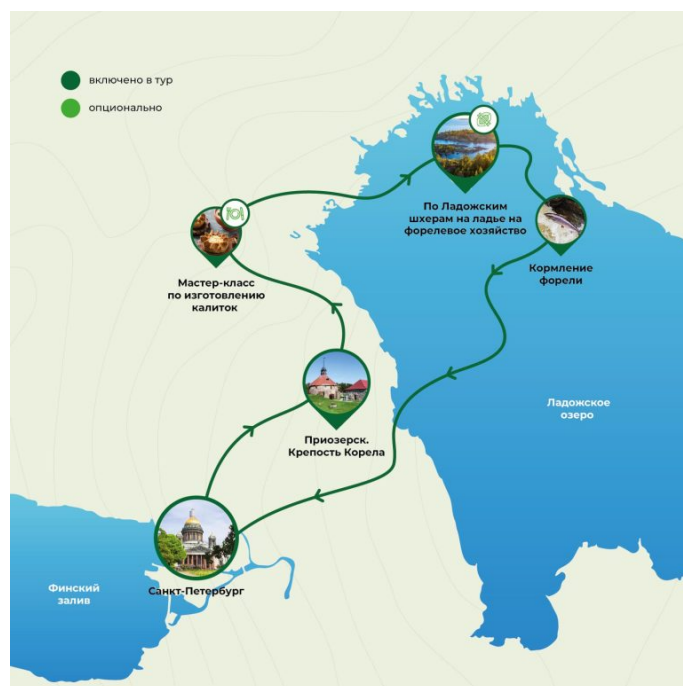 включено в тур
опционально
По Ладожским
шхерам на ладье на
форелевое хозяйство
Кормление
форели
Мастер-класс
по изготовлению
калиток
Ладожское
озеро
Приозерск.
Крепость Корела
Финский
залив
Санкт-Петербург